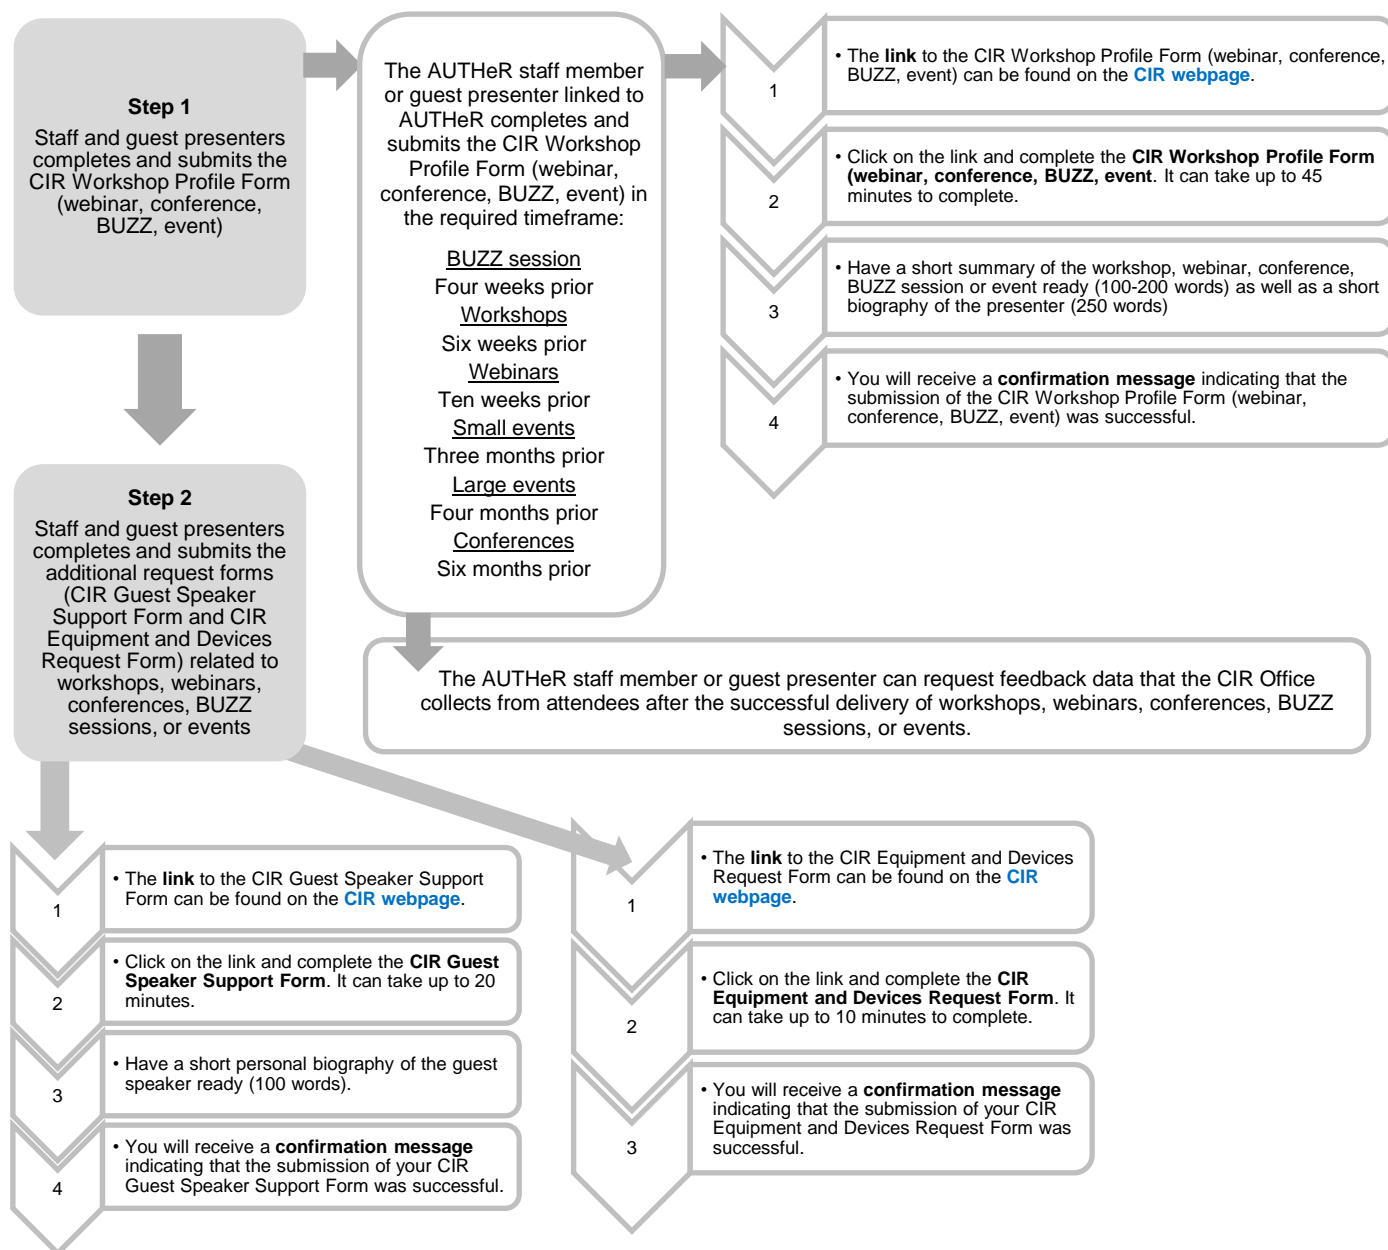 Step 1
Staff and guest presenters
completes and submits the
CIR Workshop Profile Form
(webinar, conference,
BUZZ, event)
The AUTHeR staff member
or guest presenter linked to
AUTHeR completes and
submits the CIR Workshop
Profile Form (webinar,
conference, BUZZ, event) in
the required timeframe:
BUZZ session
Four weeks prior
Workshops
Six weeks prior
Webinars
Ten weeks prior
Small events
Three months prior
Large events
Four months prior
Conferences
Six months prior
1
• The link to the CIR Workshop Profile Form (webinar, conference,
BUZZ, event) can be found on the CIR webpage.
2
• Click on the link and complete the CIR Workshop Profile Form
(webinar, conference, BUZZ, event. It can take up to 45
minutes to complete.
3
• Have a short summary of the workshop, webinar, conference,
BUZZ session or event ready (100-200 words) as well as a short
biography of the presenter (250 words)
4
• You will receive a confirmation message indicating that the
submission of the CIR Workshop Profile Form (webinar,
conference, BUZZ, event) was successful.
Step 2
Staff and guest presenters
completes and submits the
additional request forms
(CIR Guest Speaker
Support Form and CIR
Equipment and Devices
Request Form) related to
workshops, webinars,
conferences, BUZZ
sessions, or events
The AUTHeR staff member or guest presenter can request feedback data that the CIR Office
collects from attendees after the successful delivery of workshops, webinars, conferences, BUZZ
sessions, or events.
1
• The link to the CIR Guest Speaker Support
Form can be found on the CIR webpage.
2
• Click on the link and complete the CIR Guest
Speaker Support Form. It can take up to 20
minutes.
3
• Have a short personal biography of the guest
speaker ready (100 words).
4
• You will receive a confirmation message
indicating that the submission of your CIR
Guest Speaker Support Form was successful.
1
• The link to the CIR Equipment and Devices
Request Form can be found on the CIR
webpage.
2
• Click on the link and complete the CIR
Equipment and Devices Request Form. It
can take up to 10 minutes to complete.
3
• You will receive a confirmation message
indicating that the submission of your CIR
Equipment and Devices Request Form was
successful.